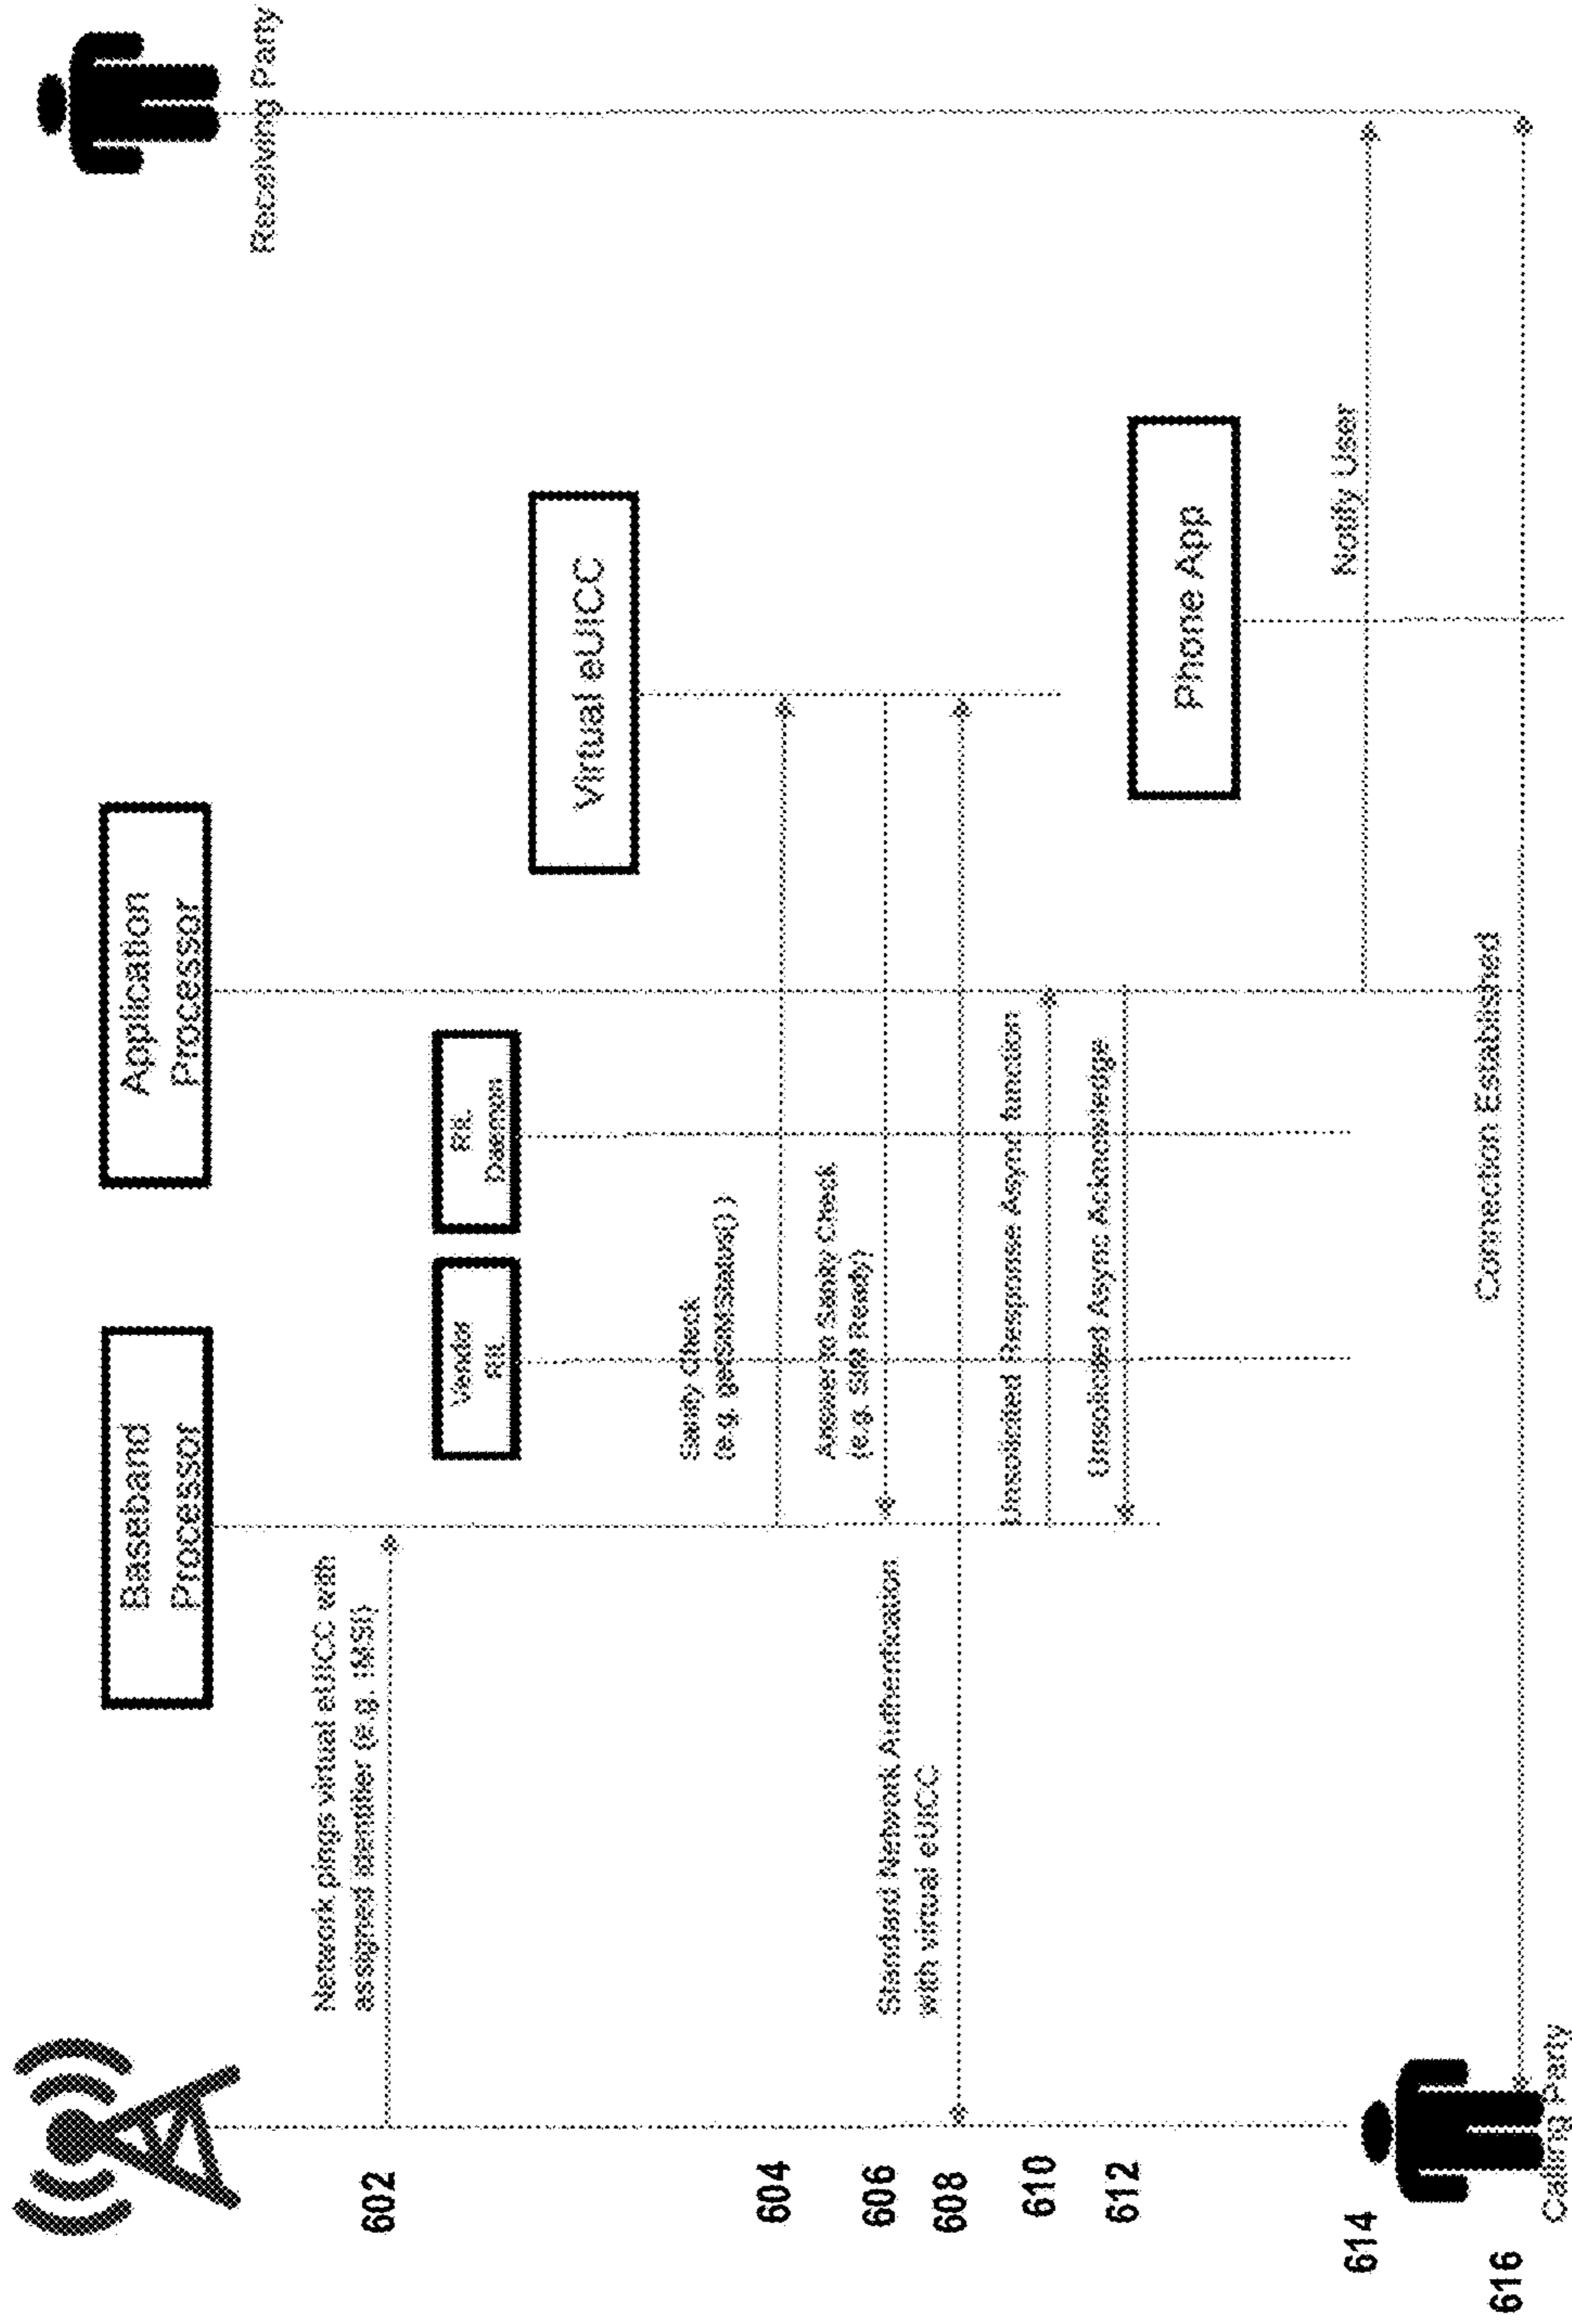 Receiving Party
Application
Processor
Baseband
Processor
Virtual eUICC
RIL
Daemon
Vendor
RIL
Phone App
602
Network pings virtual eUICC with
assigned identifier (e.g. IMSI)
604
Sanity Check
(e.g. getSIMStatus() )
606
Answer to Sanity Check
(e.g. SIM Ready)
608
Standard Network Authentication
with virtual eUICC
610
Unsolicited Response Async function
612
Unsolicited Async Acknowledge
614
Notify User
616
Connection Established
Calling Party